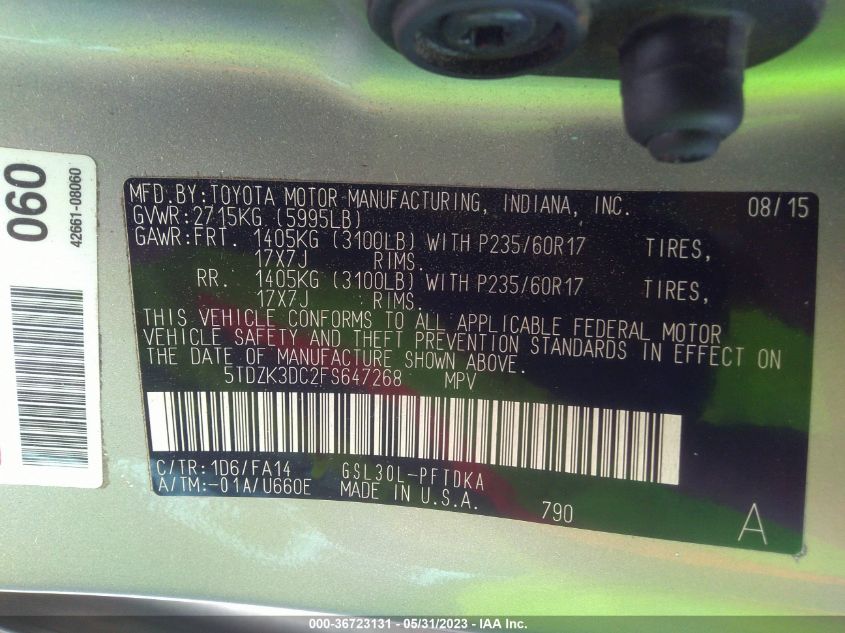 060
42661-08060
MFD.BY:TOYOTA MOTOR MANUFACTURING, INDIANA, INC. 08/15
GVWR:2715KG (5995LB)
GAWR:FRT. 1405KG (3100LB) WITH P235/60R17 TIRES,
17X7J RIMS.
RR. 1405KG (3100LB) WITH P235/60R17 TIRES,
17X7J RIMS.
THIS VEHICLE CONFORMS TO ALL APPLICABLE FEDERAL MOTOR
VEHICLE SAFETY AND THEFT PREVENTION STANDARDS IN EFFECT ON
THE DATE OF MANUFACTURE SHOWN ABOVE.
5TDZK3DC2FS647268 MPV
C/TR:1D6/FA14 GSL30L-PFTDKA
A/TM:-01A/U660E MADE IN U.S.A. 790 A
000-36723131 - 05/31/2023 - IAA Inc.